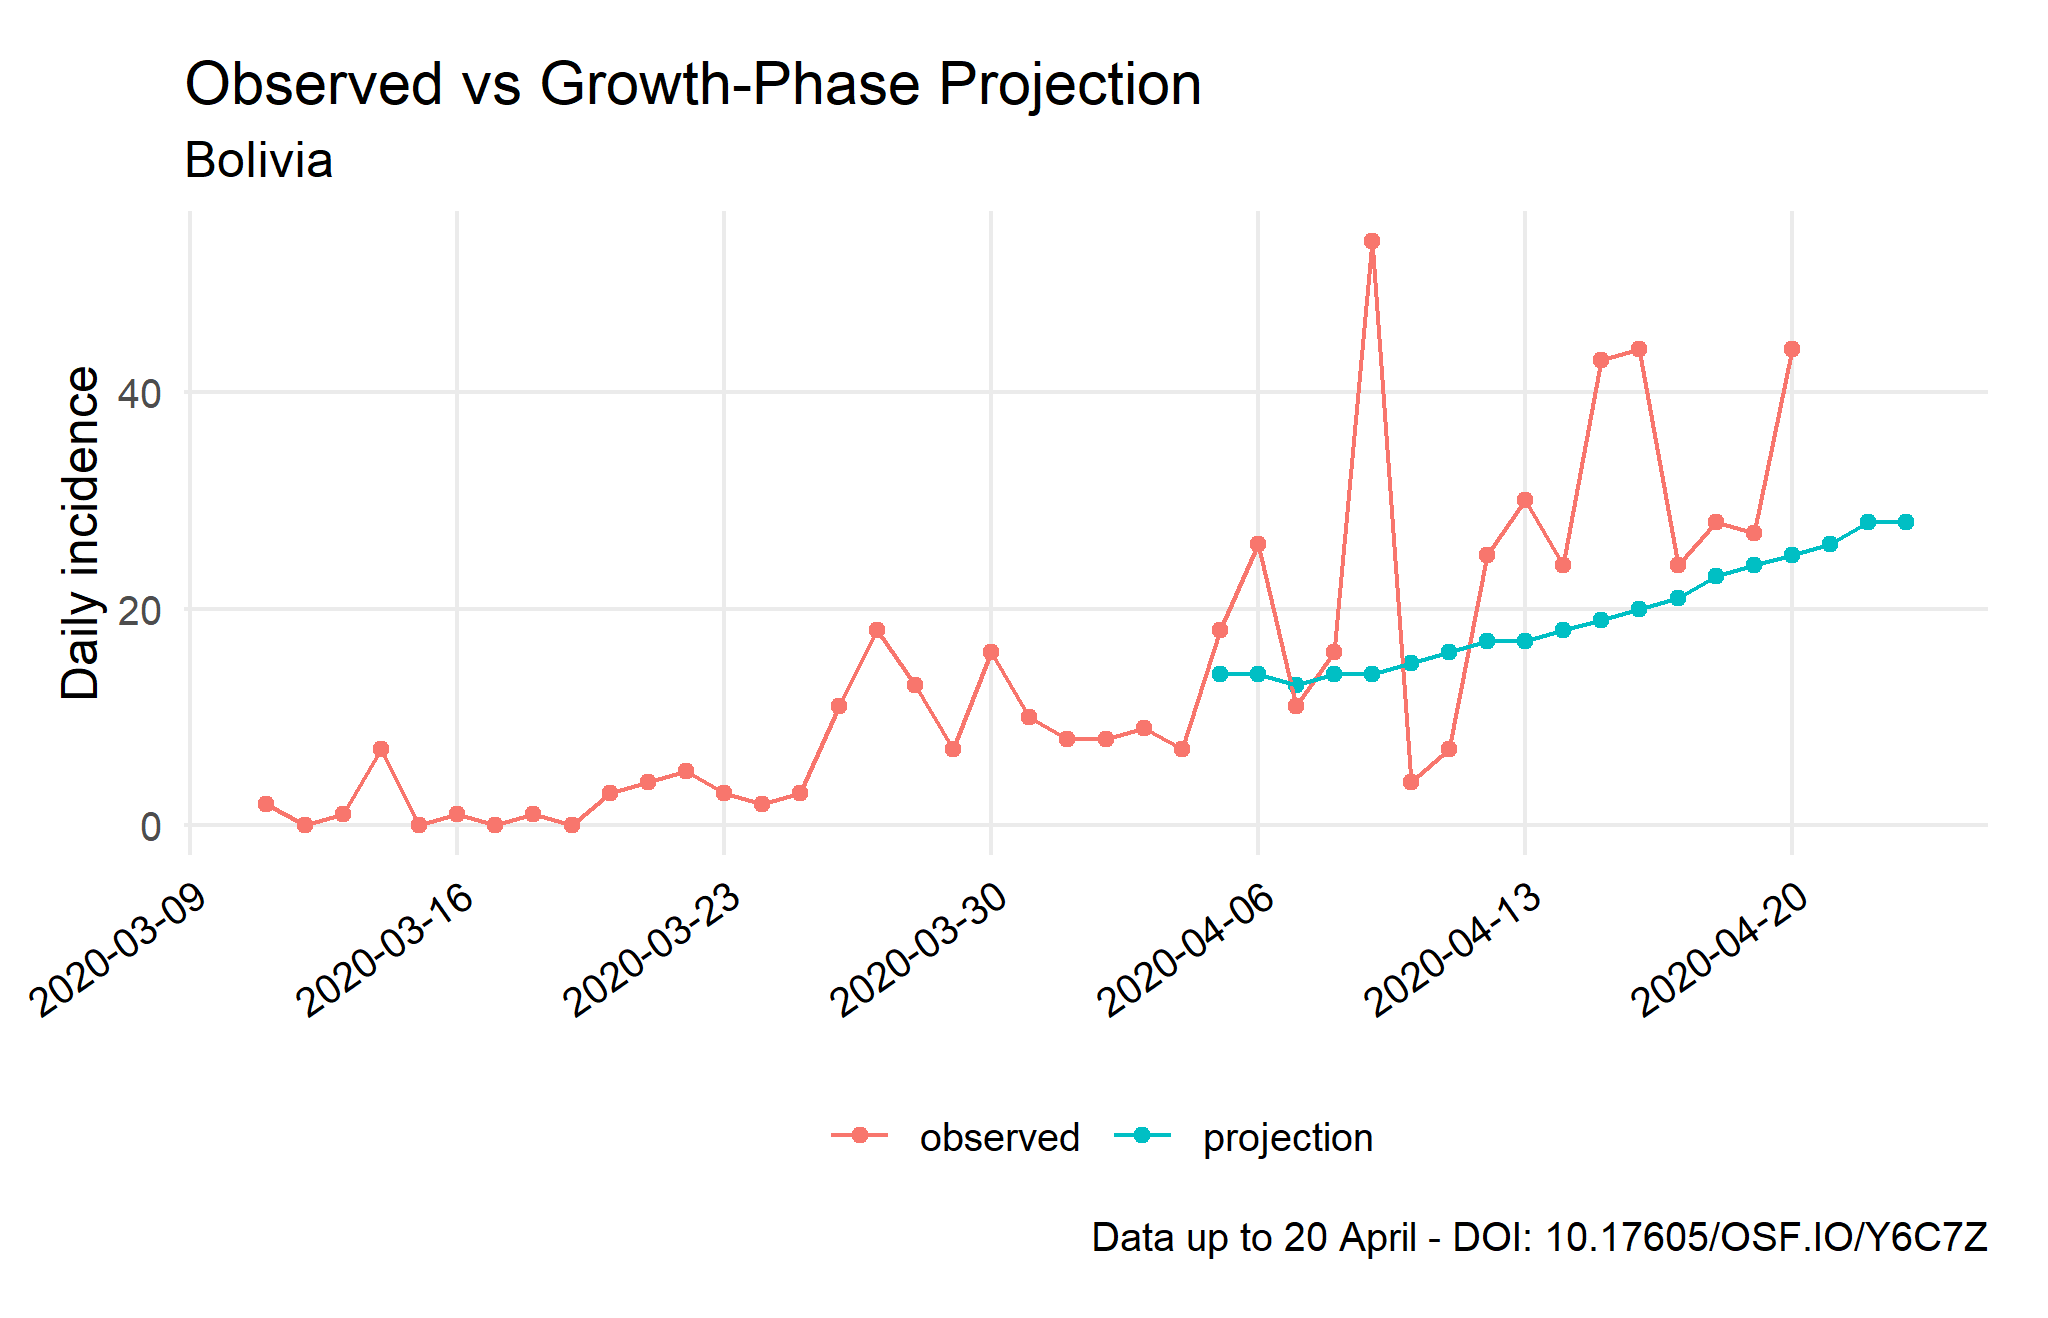 Observed vs Growth-Phase Projection
Bolivia
Daily incidence
40
20
0
2020-03-09
2020-03-16
2020-03-23
2020-03-30
2020-04-06
2020-04-13
2020-04-20
observed
projection
Data up to 20 April - DOI: 10.17605/OSF.IO/Y6C7Z